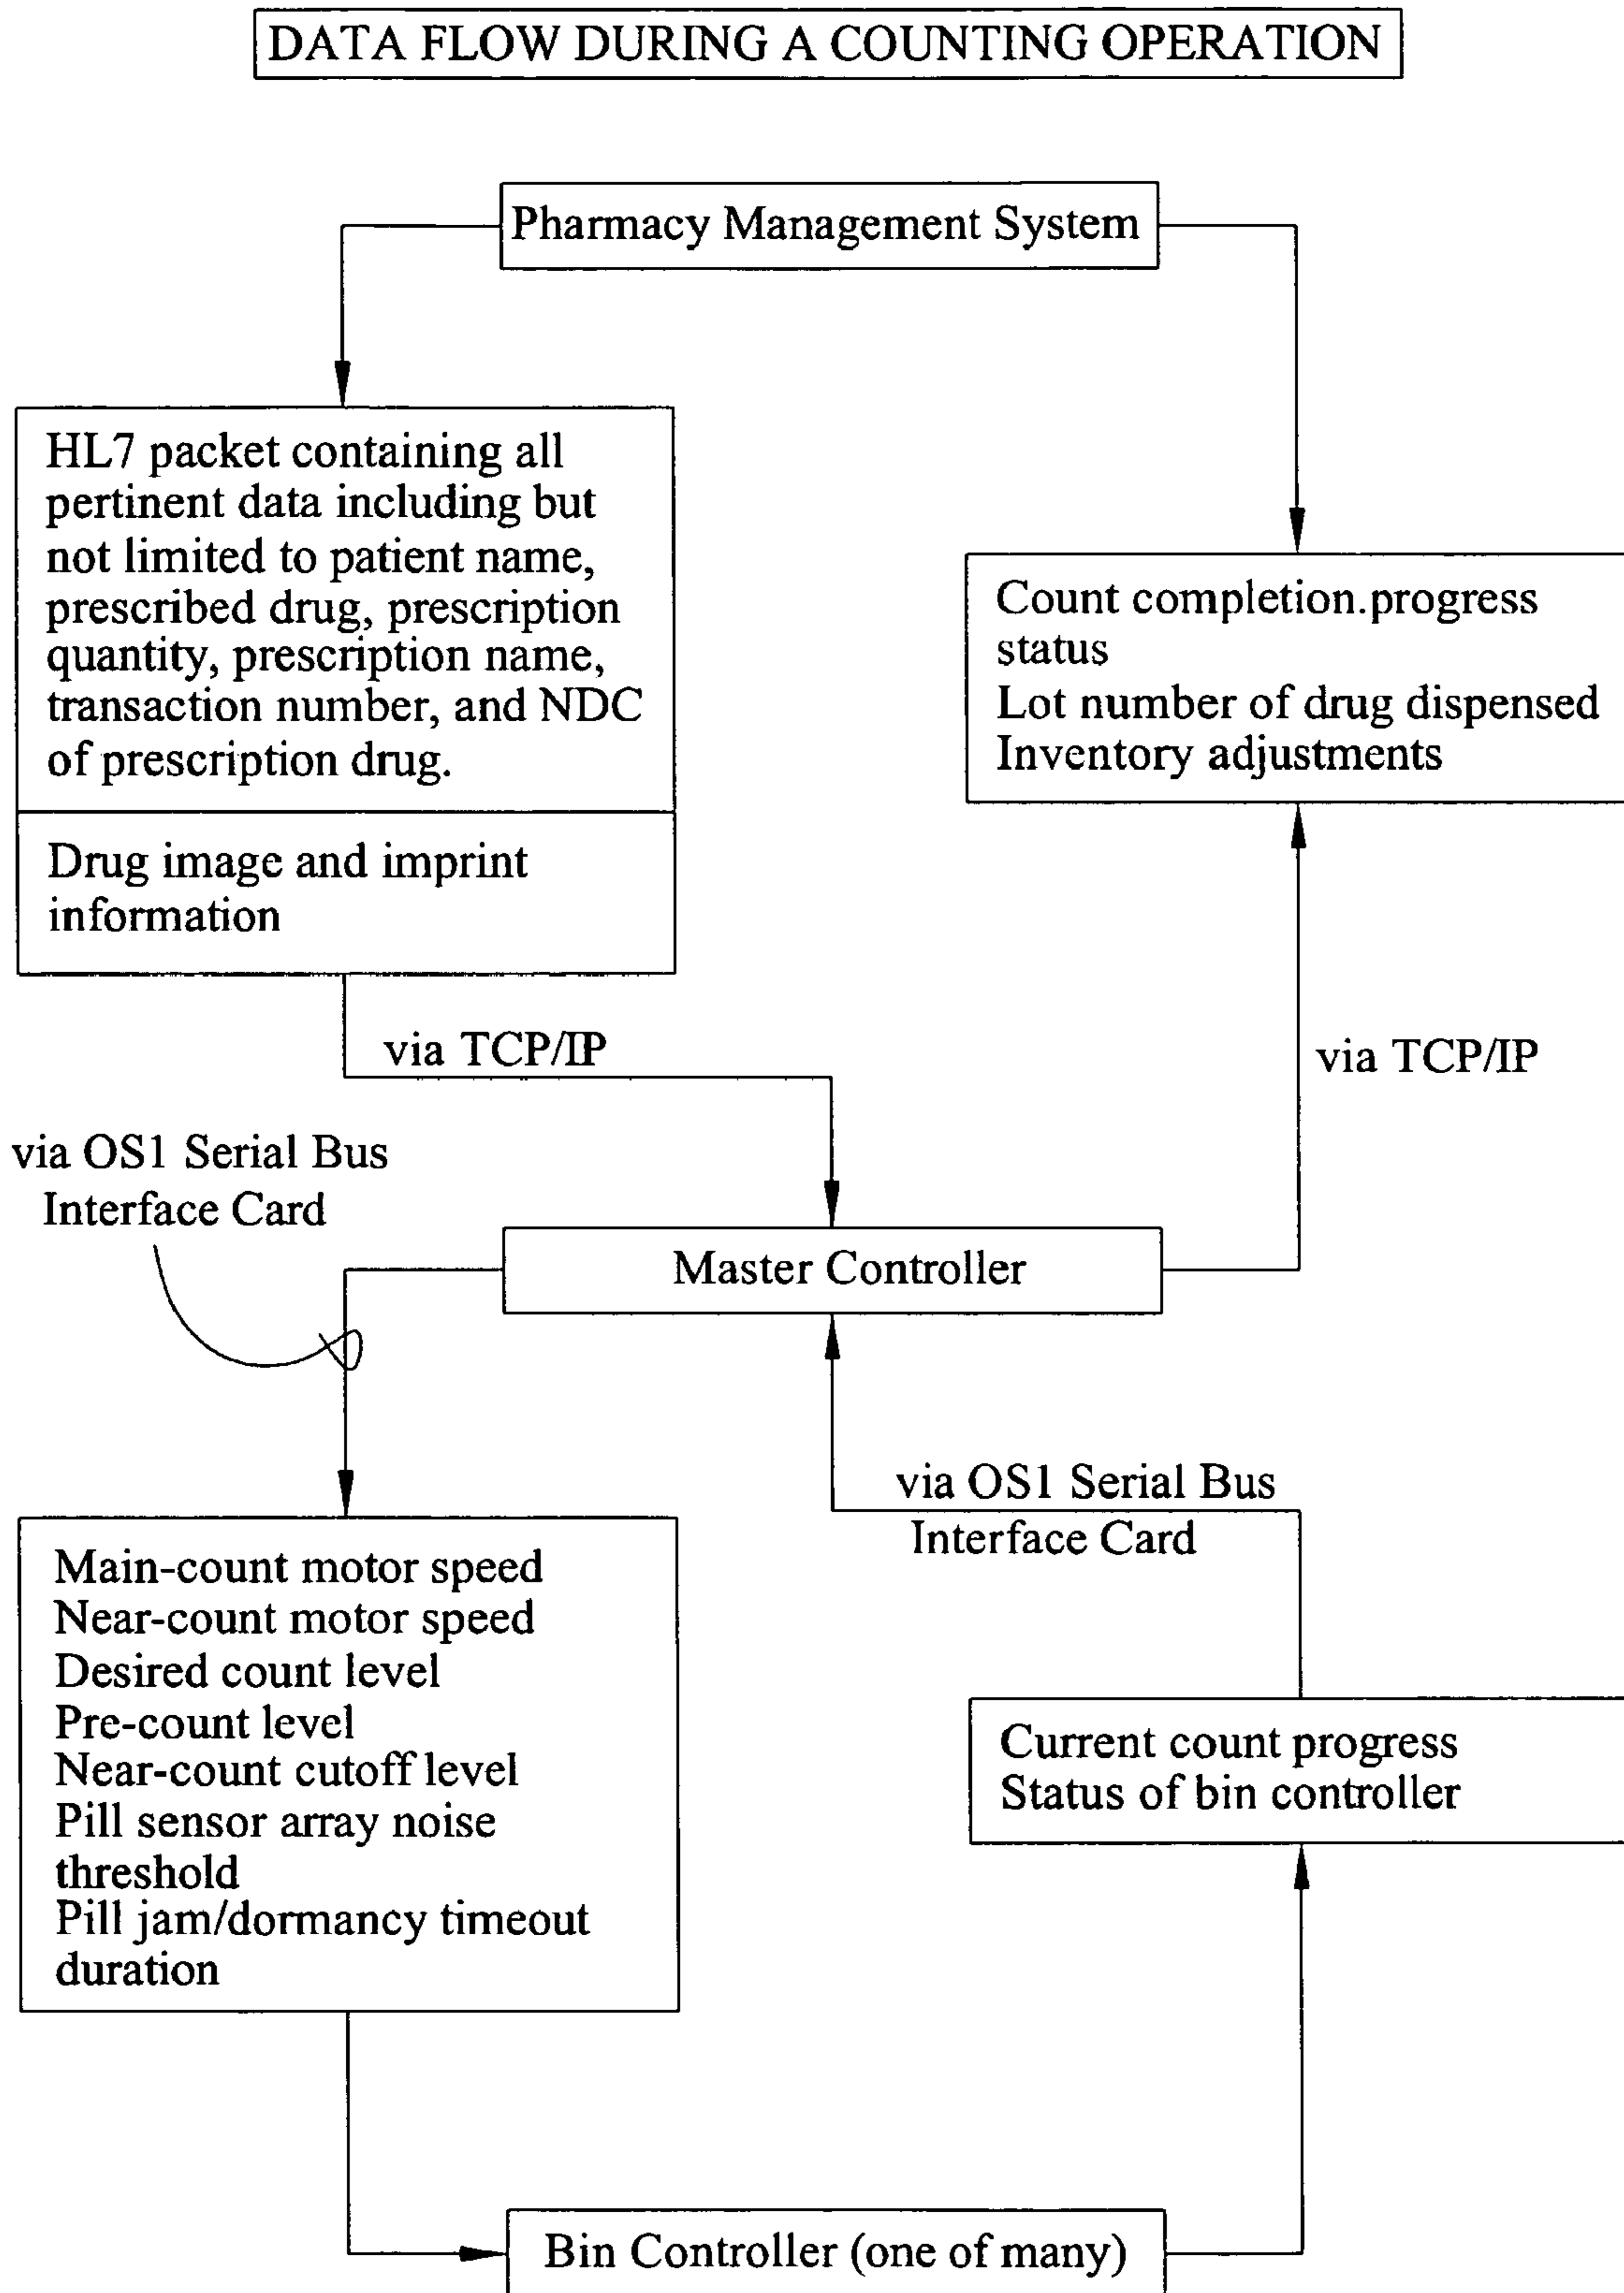 DATA FLOW DURING A COUNTING OPERATION
Pharmacy Management System
HL7 packet containing all
pertinent data including but
not limited to patient name,
prescribed drug, prescription
quantity, prescription name,
transaction number, and NDC
of prescription drug.
Drug image and imprint
information
Count completion.progress
status
Lot number of drug dispensed
Inventory adjustments
via TCP/IP
via TCP/IP
via OS1 Serial Bus
Interface Card
Master Controller
via OS1 Serial Bus
Interface Card
Main-count motor speed
Near-count motor speed
Desired count level
Pre-count level
Near-count cutoff level
Pill sensor array noise
threshold
Pill jam/dormancy timeout
duration
Current count progress
Status of bin controller
Bin Controller (one of many)